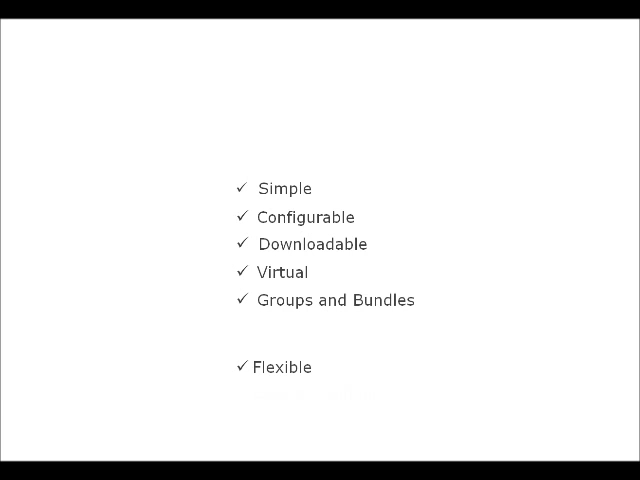 ✓ Simple
✓ Configurable
✓ Downloadable
✓ Virtual
✓ Groups and Bundles
✓ Flexible